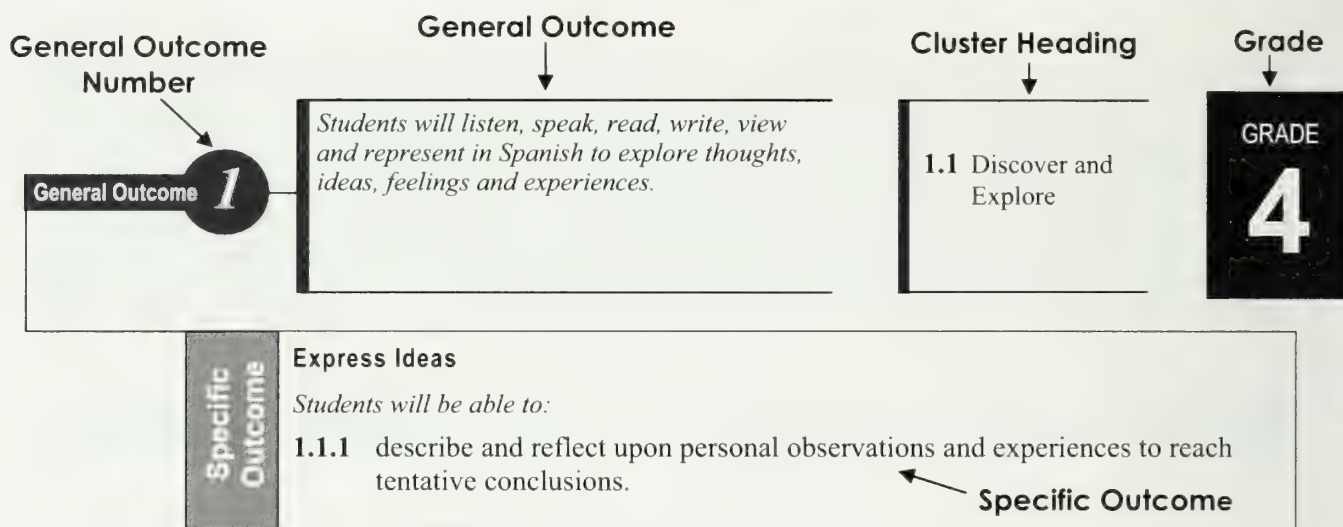 General Outcome
Number
General Outcome
Cluster Heading
Grade
General Outcome 1
Students will listen, speak, read, write, view
and represent in Spanish to explore thoughts,
ideas, feelings and experiences.
1.1 Discover and
Explore
GRADE
4
Specific
Outcome
Express Ideas
Students will be able to:
1.1.1 describe and reflect upon personal observations and experiences to reach
tentative conclusions.
Specific Outcome